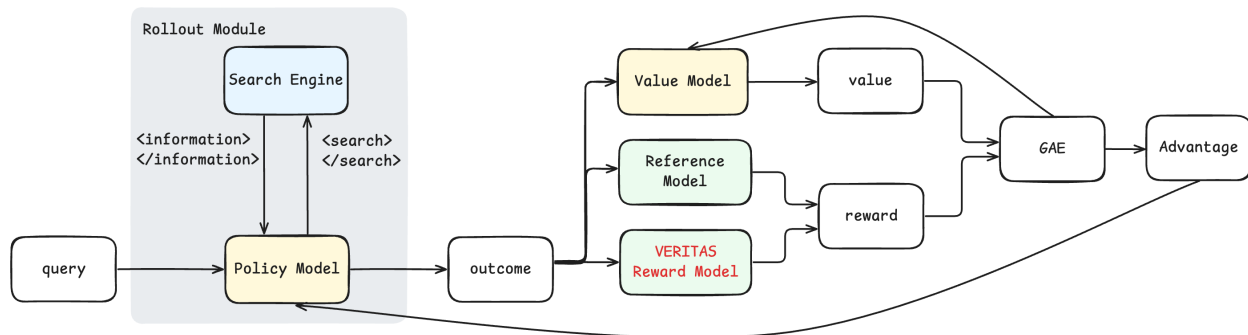 Rollout Module
Search Engine
<information>
</information>
<search>
</search>
query
Policy Model
outcome
Value Model
Reference
Model
VERITAS
Reward Model
value
reward
GAE
Advantage